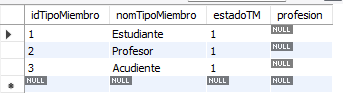 idTipoMiembro nomTipoMiembro estadoTM profesion
1 Estudiante 1 NULL
2 Profesor 1 NULL
3 Acudiente 1 NULL
NULL NULL NULL NULL